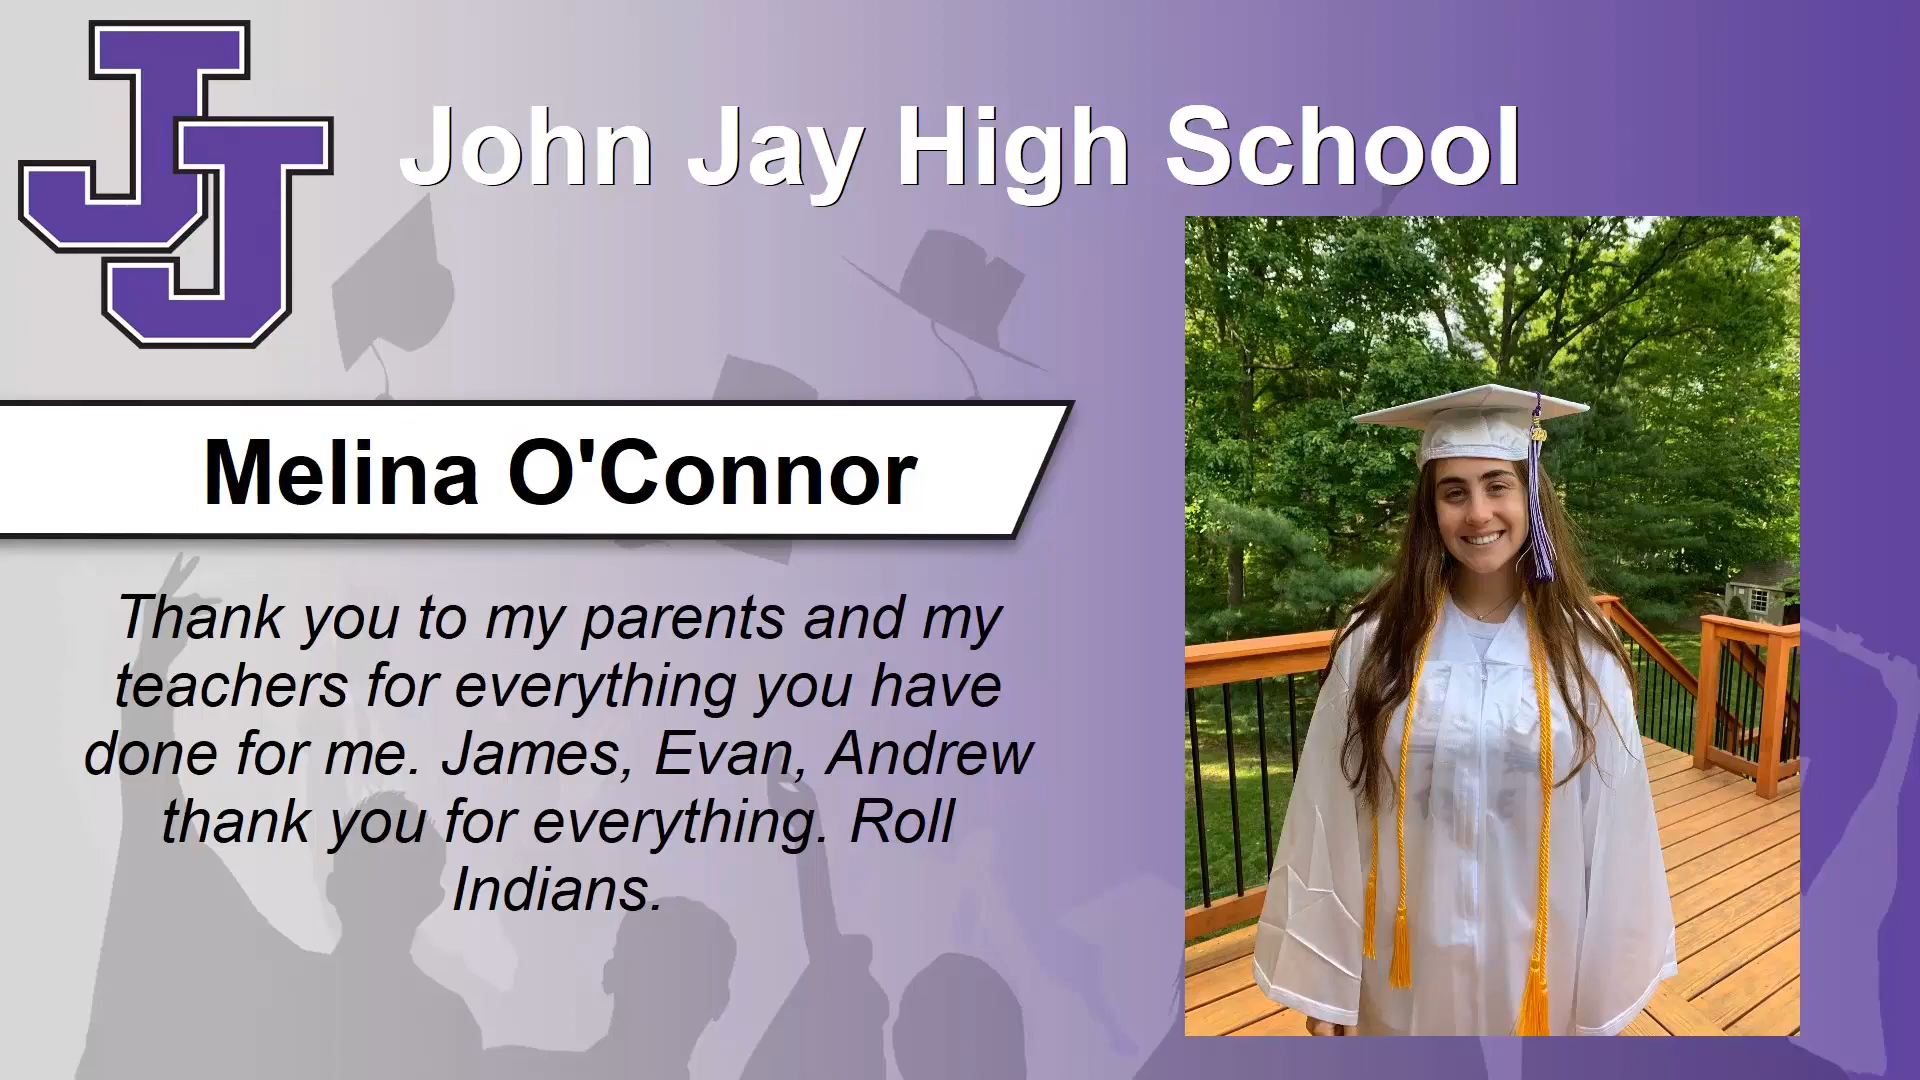 JJ
John Jay High School
Melina O'Connor
Thank you to my parents and my
teachers for everything you have
done for me. James, Evan, Andrew
thank you for everything. Roll
Indians.